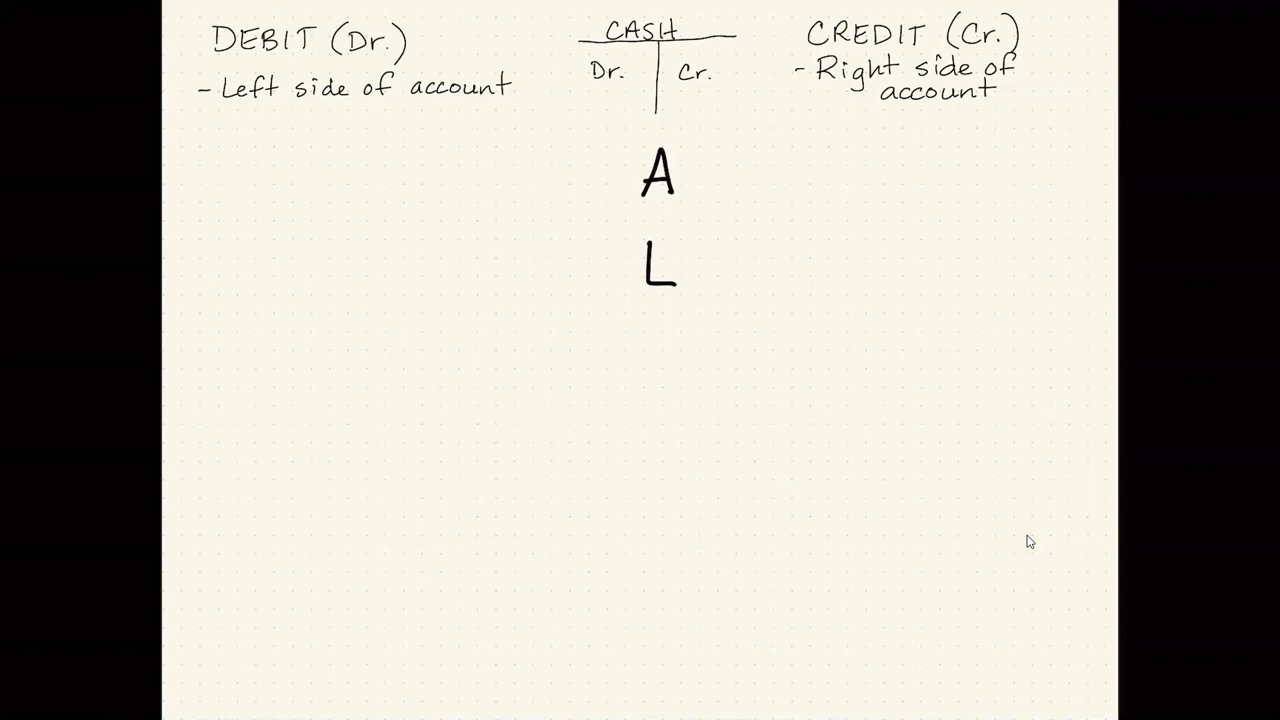 DEBIT (Dr.)
- Left side of account
CASH
Dr. Cr.
CREDIT (Cr.)
- Right side of
account
A
L